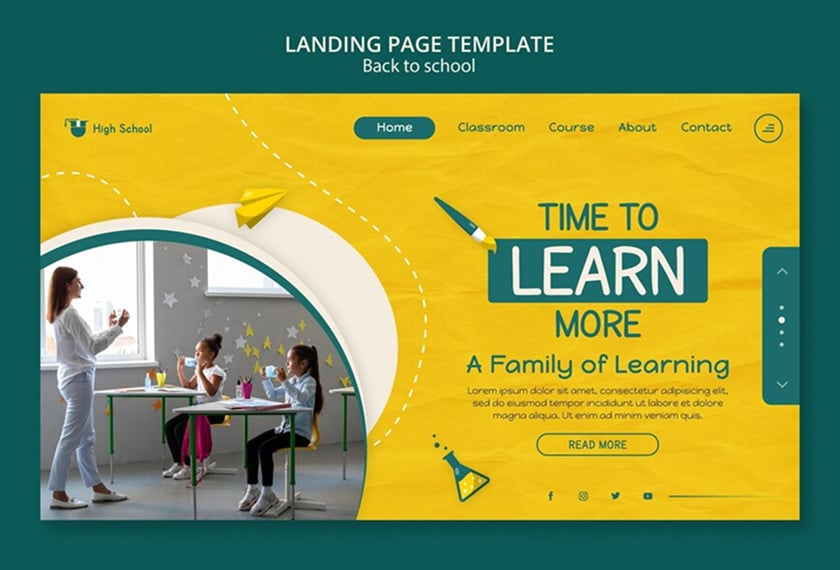 LANDING PAGE TEMPLATE
Back to school
High School
Home Classroom Course About Contact
TIME TO
LEARN
MORE
A Family of Learning
Lorem ipsum dolor sit amet, consectetur adipisicing elit,
sed do eiusmod tempor incididunt ut labore et dolore
magna aliqua. Ut enim ad minim veniam quis.
READ MORE